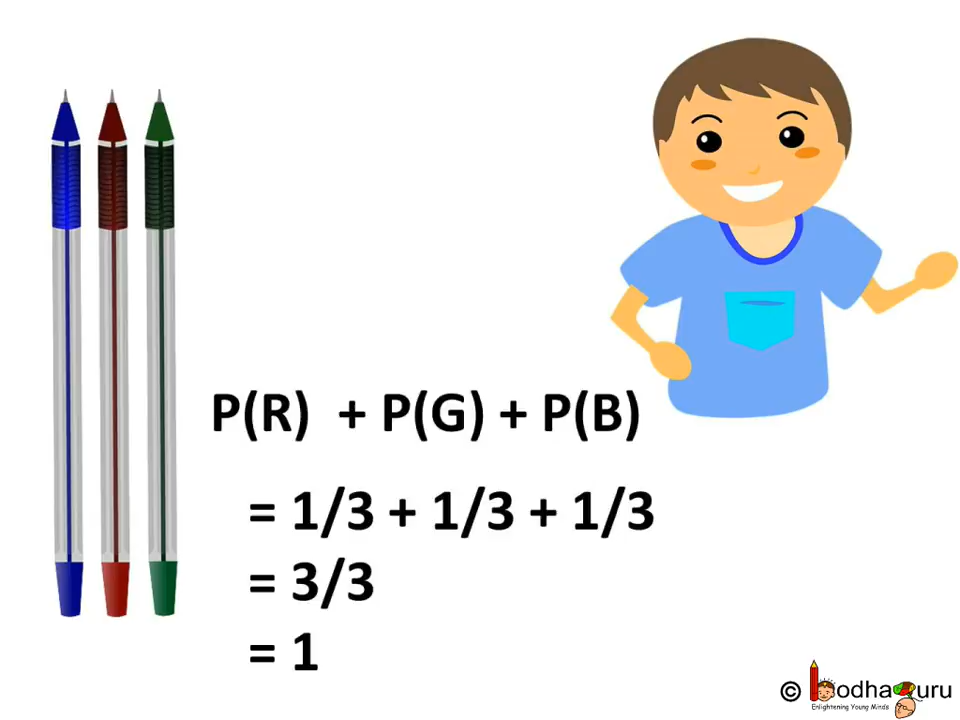 P(R) + P(G) + P(B)
= 1/3 + 1/3 + 1/3
= 3/3
= 1
© BodhaGuru
Enlightening Young Minds